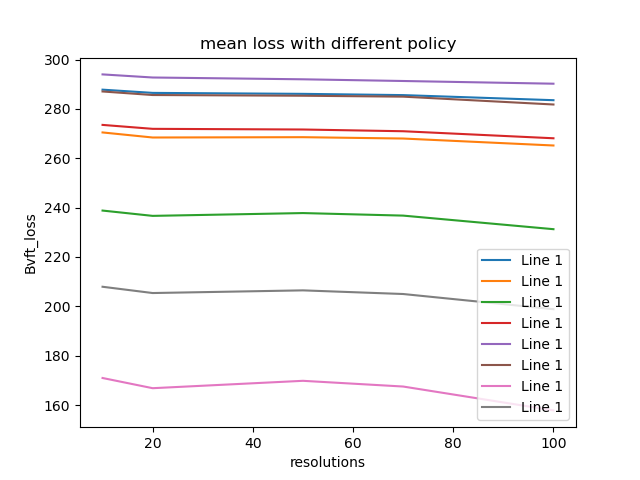 mean loss with different policy
Bvft_loss
300
280
260
240
220
200
180
160
Line 1
Line 1
Line 1
Line 1
Line 1
Line 1
Line 1
Line 1
20 40 60 80 100
resolutions